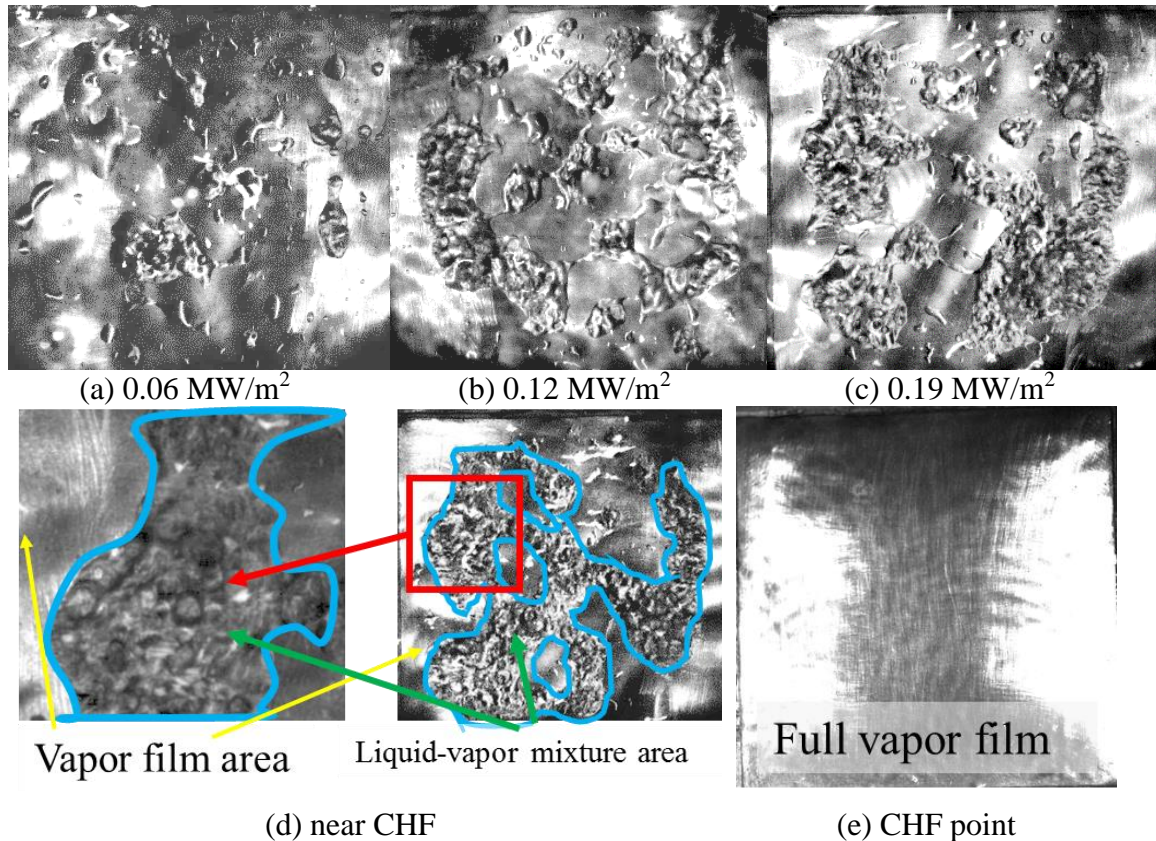 (a) 0.06 MW/m² (b) 0.12 MW/m² (c) 0.19 MW/m²
Vapor film area
Liquid-vapor mixture area
Full vapor film
(d) near CHF (e) CHF point